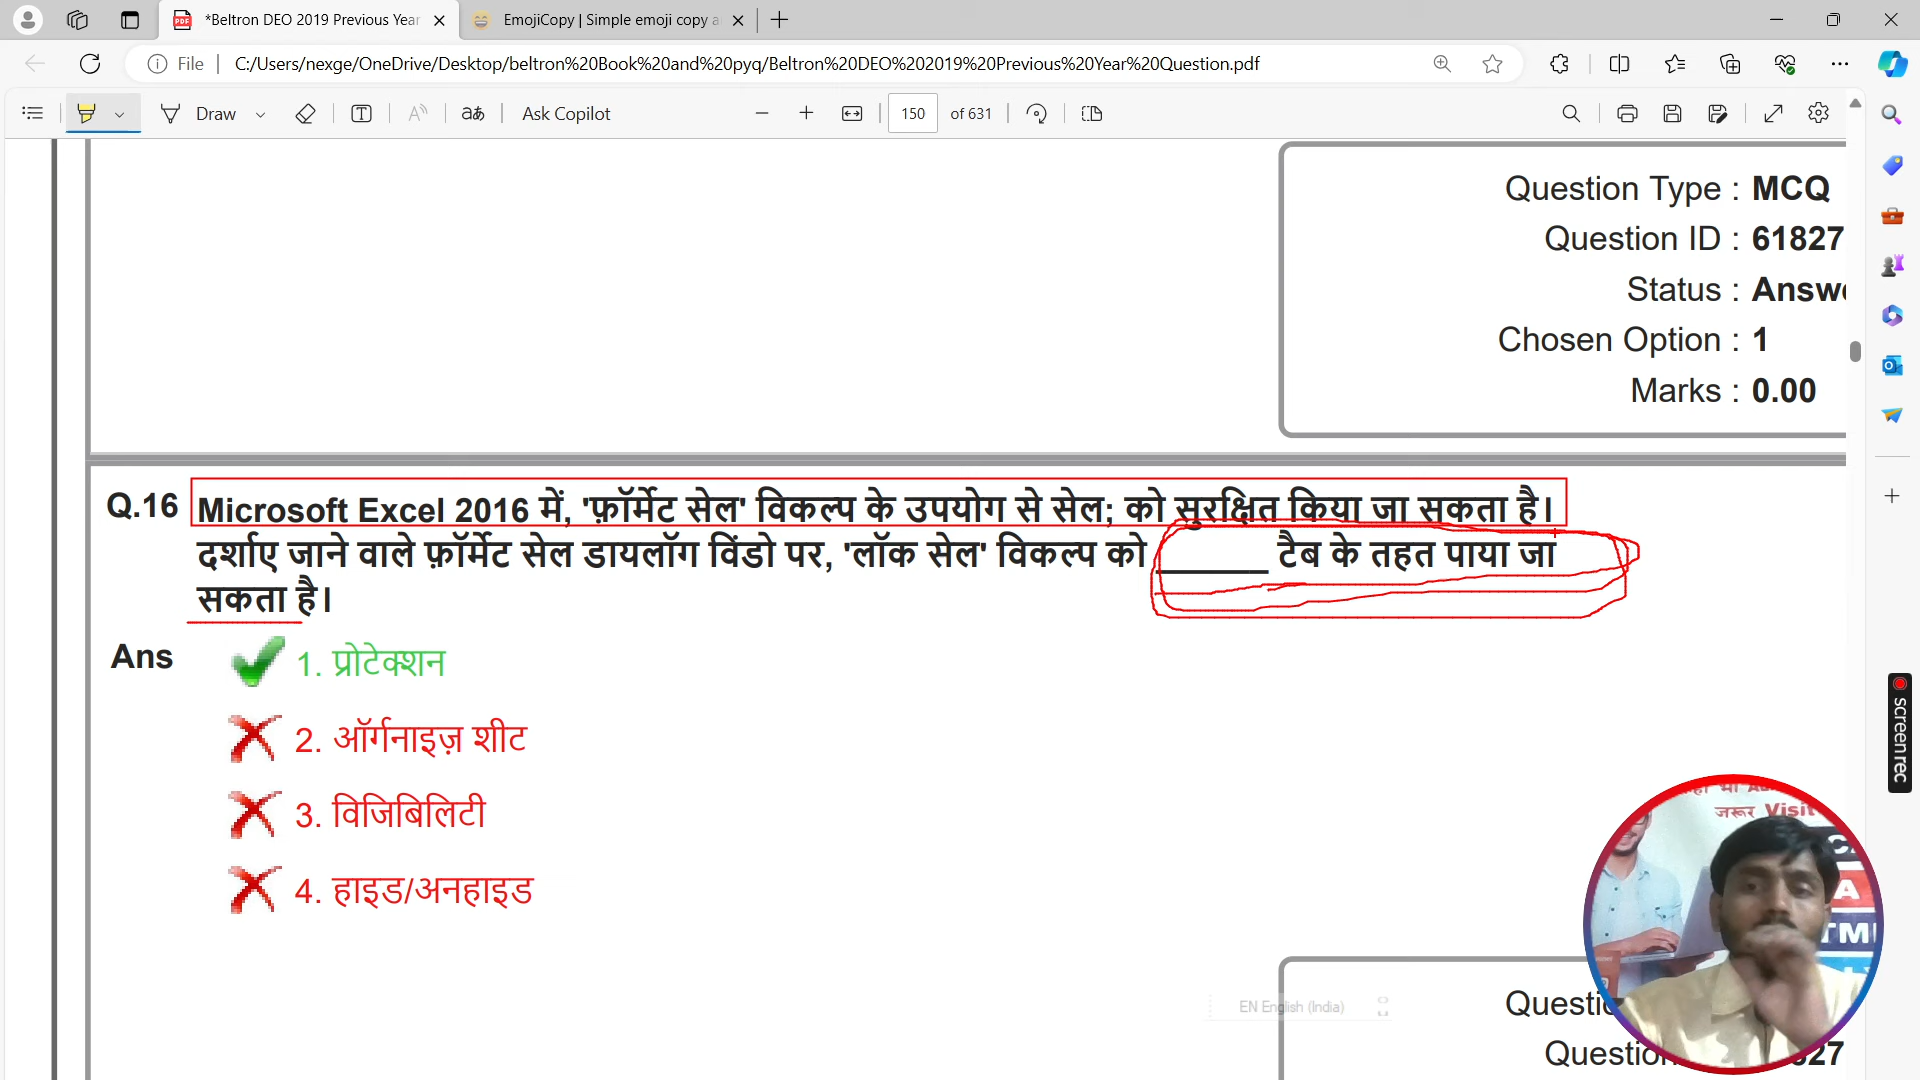 *Beltron DEO 2019 Previous Year
EmojiCopy | Simple emoji copy a
File
C:/Users/nexge/OneDrive/Desktop/beltron%20Book%20and%20pyq/Beltron%20DEO%202019%20Previous%20Year%20Question.pdf
Draw
Ask Copilot
150 of 631
Question Type : MCQ
Question ID : 61827
Status : Answ
Chosen Option : 1
Marks : 0.00
Q.16 Microsoft Excel 2016 में, 'फ़ॉर्मेट सेल' विकल्प के उपयोग से सेल; को सुरक्षित किया जा सकता है।
दर्शाए जाने वाले फ़ॉर्मेट सेल डायलॉग विंडो पर, 'लॉक सेल' विकल्प को ______ टैब के तहत पाया जा
सकता है।
Ans
1. प्रोटेक्शन
2. ऑर्गनाइज़ शीट
3. विजिबिलिटी
4. हाइड/अनहाइड
screenrec
जरूर Visit
EN English (India)
Questi
Questio
27